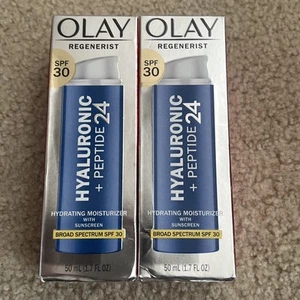 OLAY
REGENERIST
SPF
30
HYALURONIC
+ PEPTIDE 24
HYDRATING MOISTURIZER
WITH
SUNSCREEN
BROAD SPECTRUM SPF 30
50 mL (1.7 FL OZ)
OLAY
REGENERIST
SPF
30
HYALURONIC
+ PEPTIDE 24
HYDRATING MOISTURIZER
WITH
SUNSCREEN
BROAD SPECTRUM SPF 30
50 mL (1.7 FL OZ)